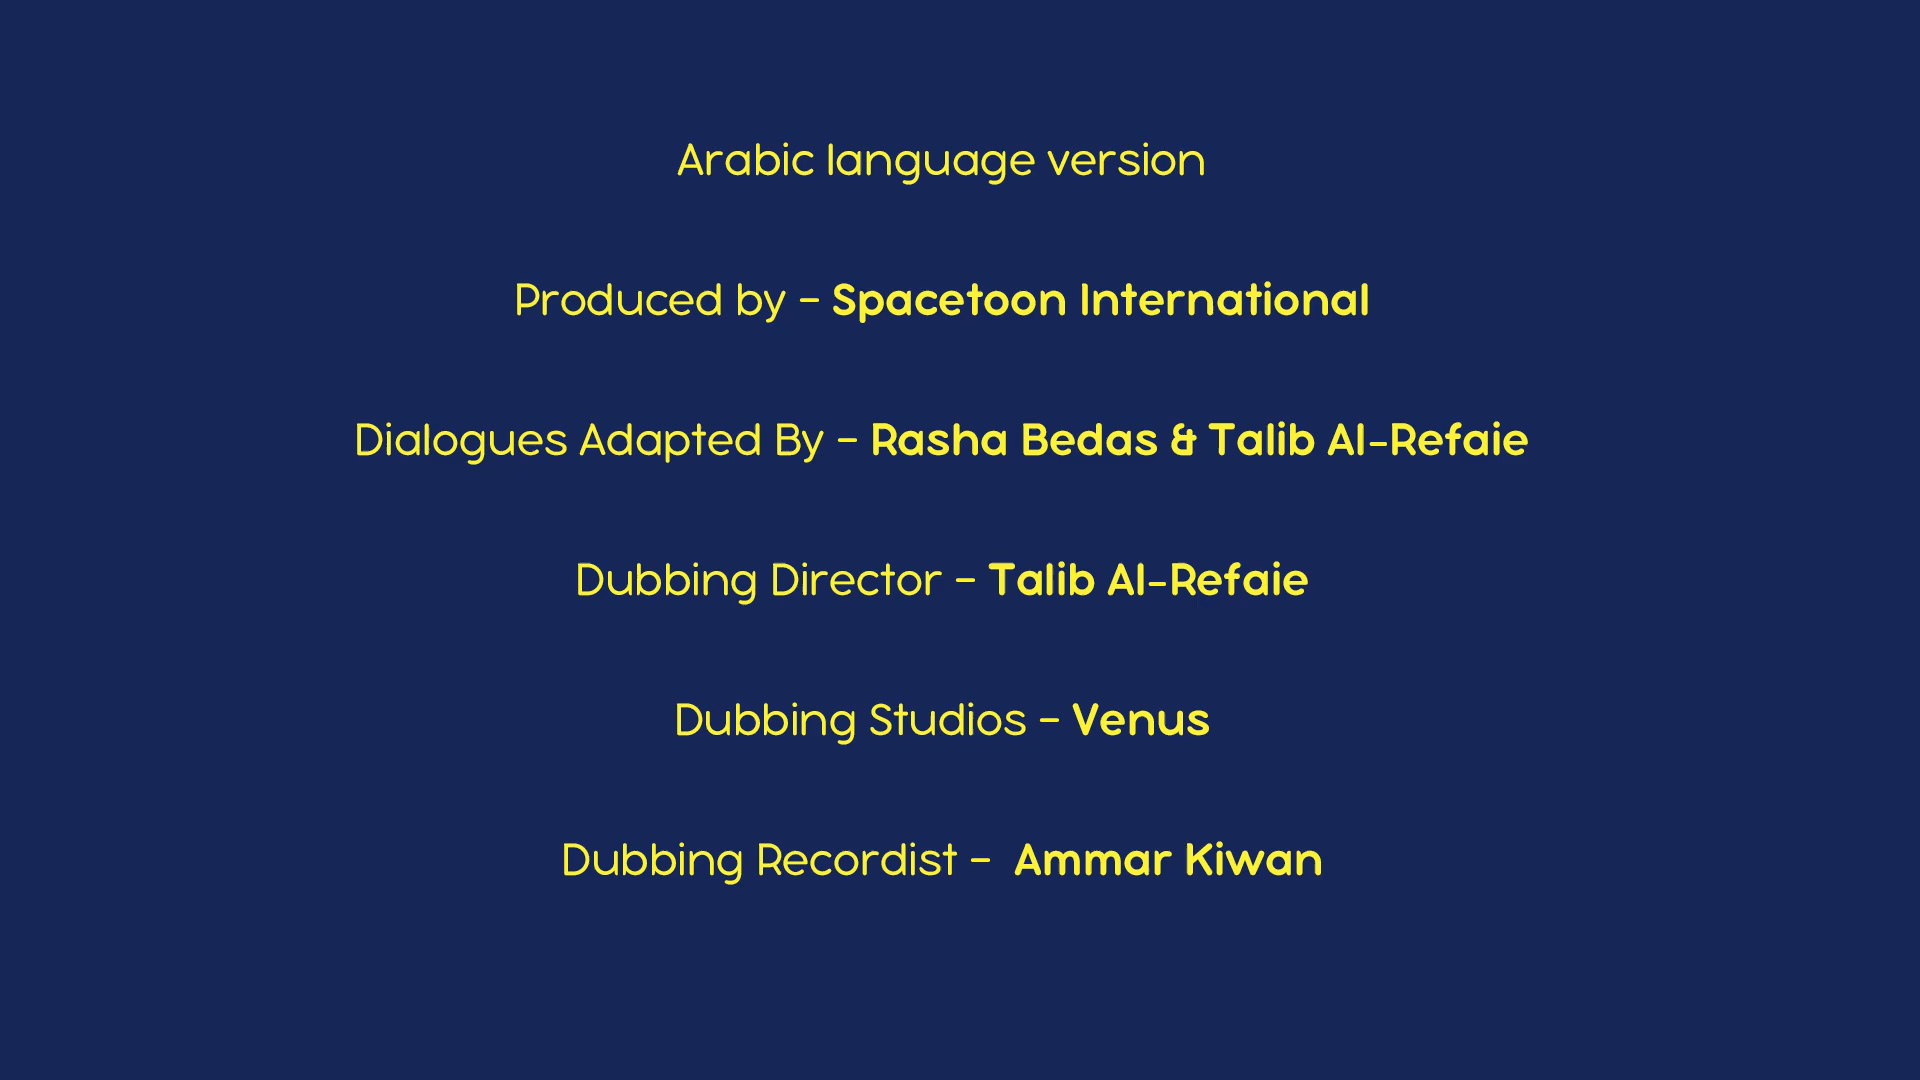 Arabic language version
Produced by - Spacetoon International
Dialogues Adapted By - Rasha Bedas & Talib Al-Refaie
Dubbing Director - Talib Al-Refaie
Dubbing Studios - Venus
Dubbing Recordist - Ammar Kiwan